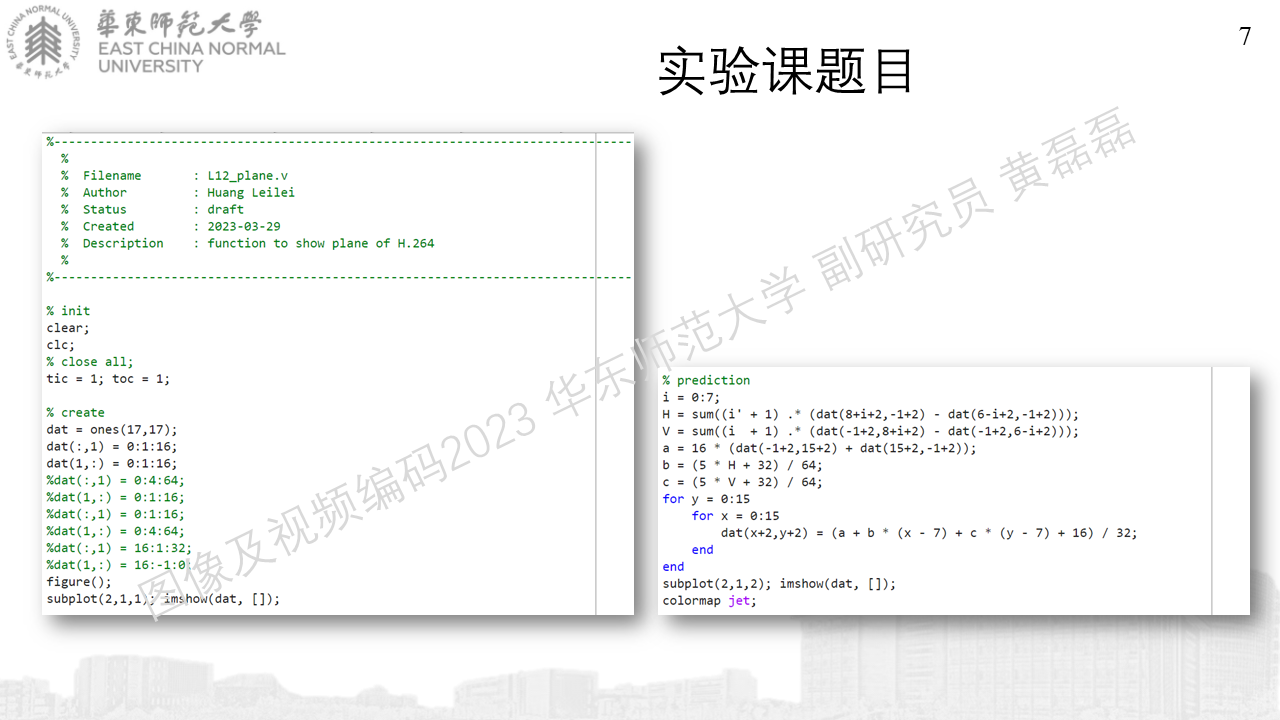 華東師範大學
EAST CHINA NORMAL
UNIVERSITY
EAST CHINA NORMAL UNIVERSITY
華東師範大學
7
实验课题目
%-------------------------------------------------------------------------------
%
% Filename : L12_plane.v
% Author : Huang Leilei
% Status : draft
% Created : 2023-03-29
% Description : function to show plane of H.264
%
%-------------------------------------------------------------------------------
% init
clear;
clc;
% close all;
tic = 1; toc = 1;
% create
dat = ones(17,17);
dat(:,1) = 0:1:16;
dat(1,:) = 0:1:16;
%dat(:,1) = 0:4:64;
%dat(1,:) = 0:1:16;
%dat(:,1) = 0:1:16;
%dat(1,:) = 0:4:64;
%dat(:,1) = 16:1:32;
%dat(1,:) = 16:-1:0;
figure();
subplot(2,1,1); imshow(dat, []);
% prediction
i = 0:7;
H = sum((i' + 1) .* (dat(8+i+2,-1+2) - dat(6-i+2,-1+2)));
V = sum((i + 1) .* (dat(-1+2,8+i+2) - dat(-1+2,6-i+2)));
a = 16 * (dat(-1+2,15+2) + dat(15+2,-1+2));
b = (5 * H + 32) / 64;
c = (5 * V + 32) / 64;
for y = 0:15
for x = 0:15
dat(x+2,y+2) = (a + b * (x - 7) + c * (y - 7) + 16) / 32;
end
end
subplot(2,1,2); imshow(dat, []);
colormap jet;
图像及视频编码2023 华东师范大学 副研究员 黄磊磊